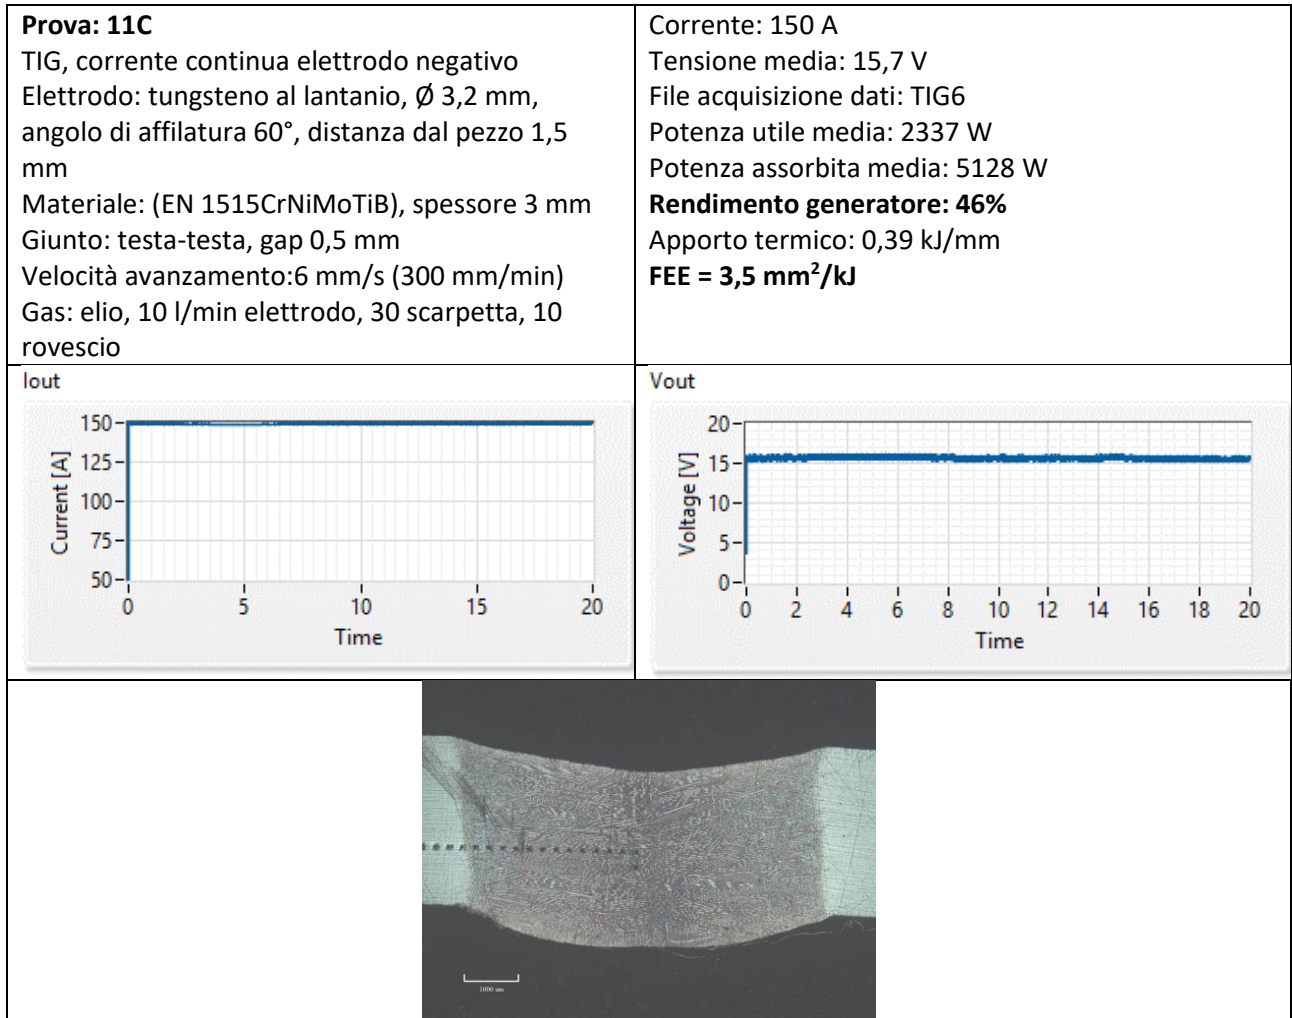 Prova: 11C
TIG, corrente continua elettrodo negativo
Elettrodo: tungsteno al lantanio, Ø 3,2 mm,
angolo di affilatura 60°, distanza dal pezzo 1,5
mm
Materiale: (EN 1515CrNiMoTiB), spessore 3 mm
Giunto: testa-testa, gap 0,5 mm
Velocità avanzamento:6 mm/s (300 mm/min)
Gas: elio, 10 l/min elettrodo, 30 scarpetta, 10
rovescio
Corrente: 150 A
Tensione media: 15,7 V
File acquisizione dati: TIG6
Potenza utile media: 2337 W
Potenza assorbita media: 5128 W
Rendimento generatore: 46%
Apporto termico: 0,39 kJ/mm
FEE = 3,5 mm²/kJ
Iout
Current [A]
150
125
100
75
50
0 5 10 15 20
Time
Vout
Voltage [V]
20
15
10
5
0
0 2 4 6 8 10 12 14 16 18 20
Time
1000 um